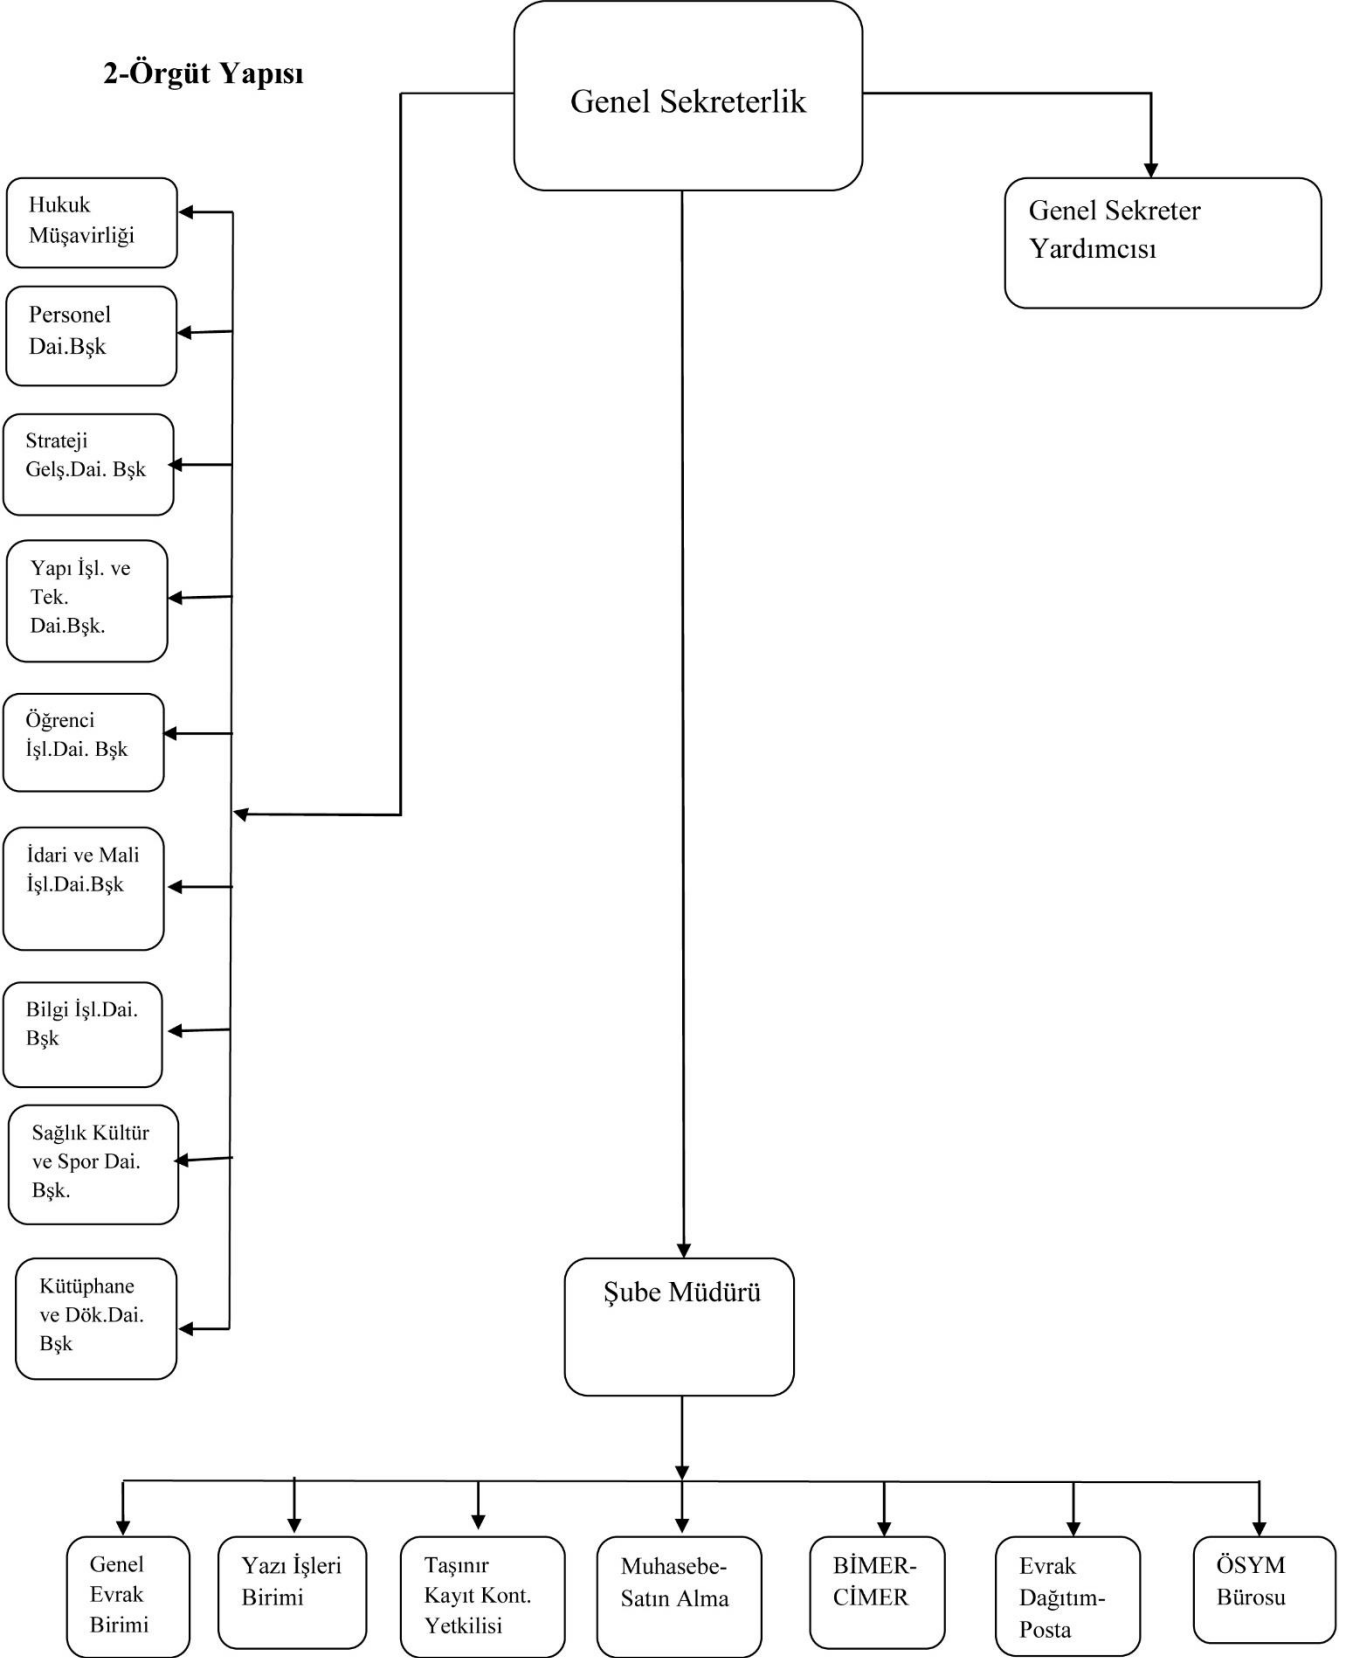 2-Örgüt Yapısı
Genel Sekreterlik
Genel Sekreter
Yardımcısı
Hukuk
Müşavirliği
Personel
Dai.Bşk
Strateji
Gelş.Dai. Bşk
Yapı İşl. ve
Tek.
Dai.Bşk.
Öğrenci
İşl.Dai. Bşk
İdari ve Mali
İşl.Dai.Bşk
Bilgi İşl.Dai.
Bşk
Sağlık Kültür
ve Spor Dai.
Bşk.
Kütüphane
ve Dök.Dai.
Bşk
Şube Müdürü
Genel
Evrak
Birimi
Yazı İşleri
Birimi
Taşınır
Kayıt Kont.
Yetkilisi
Muhasebe-
Satın Alma
BİMER-
CİMER
Evrak
Dağıtım-
Posta
ÖSYM
Bürosu